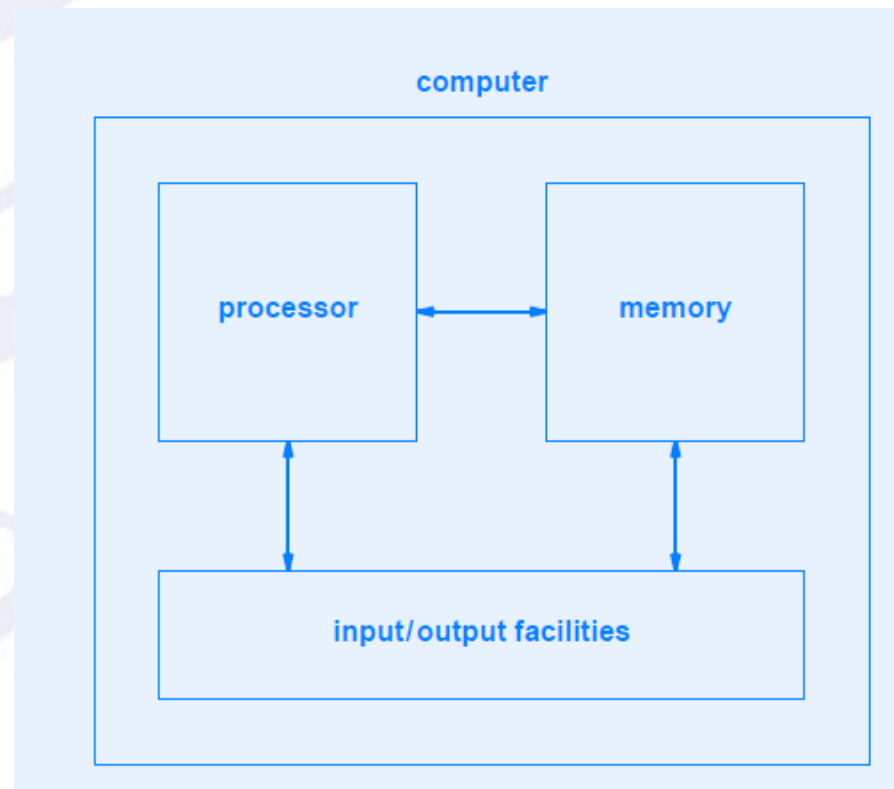 computer
processor
memory
input/output facilities